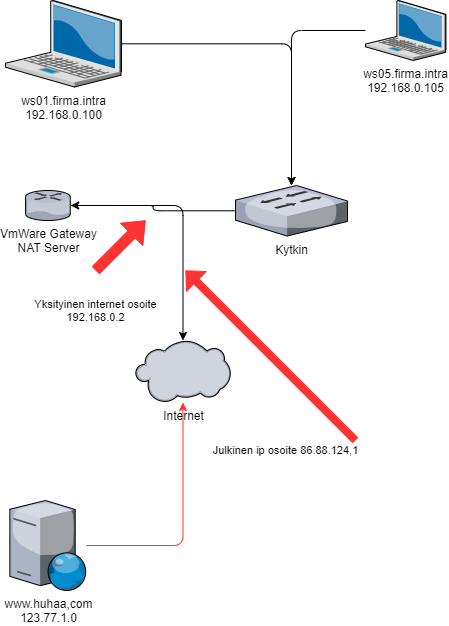 ws01.firma.intra
192.168.0.100
ws05.firma.intra
192.168.0.105
VmWare Gateway
NAT Server
Kytkin
Yksityinen internet osoite
192.168.0.2
Internet
Julkinen ip osoite 86.88.124,1
www.huhaa,com
123.77.1.0